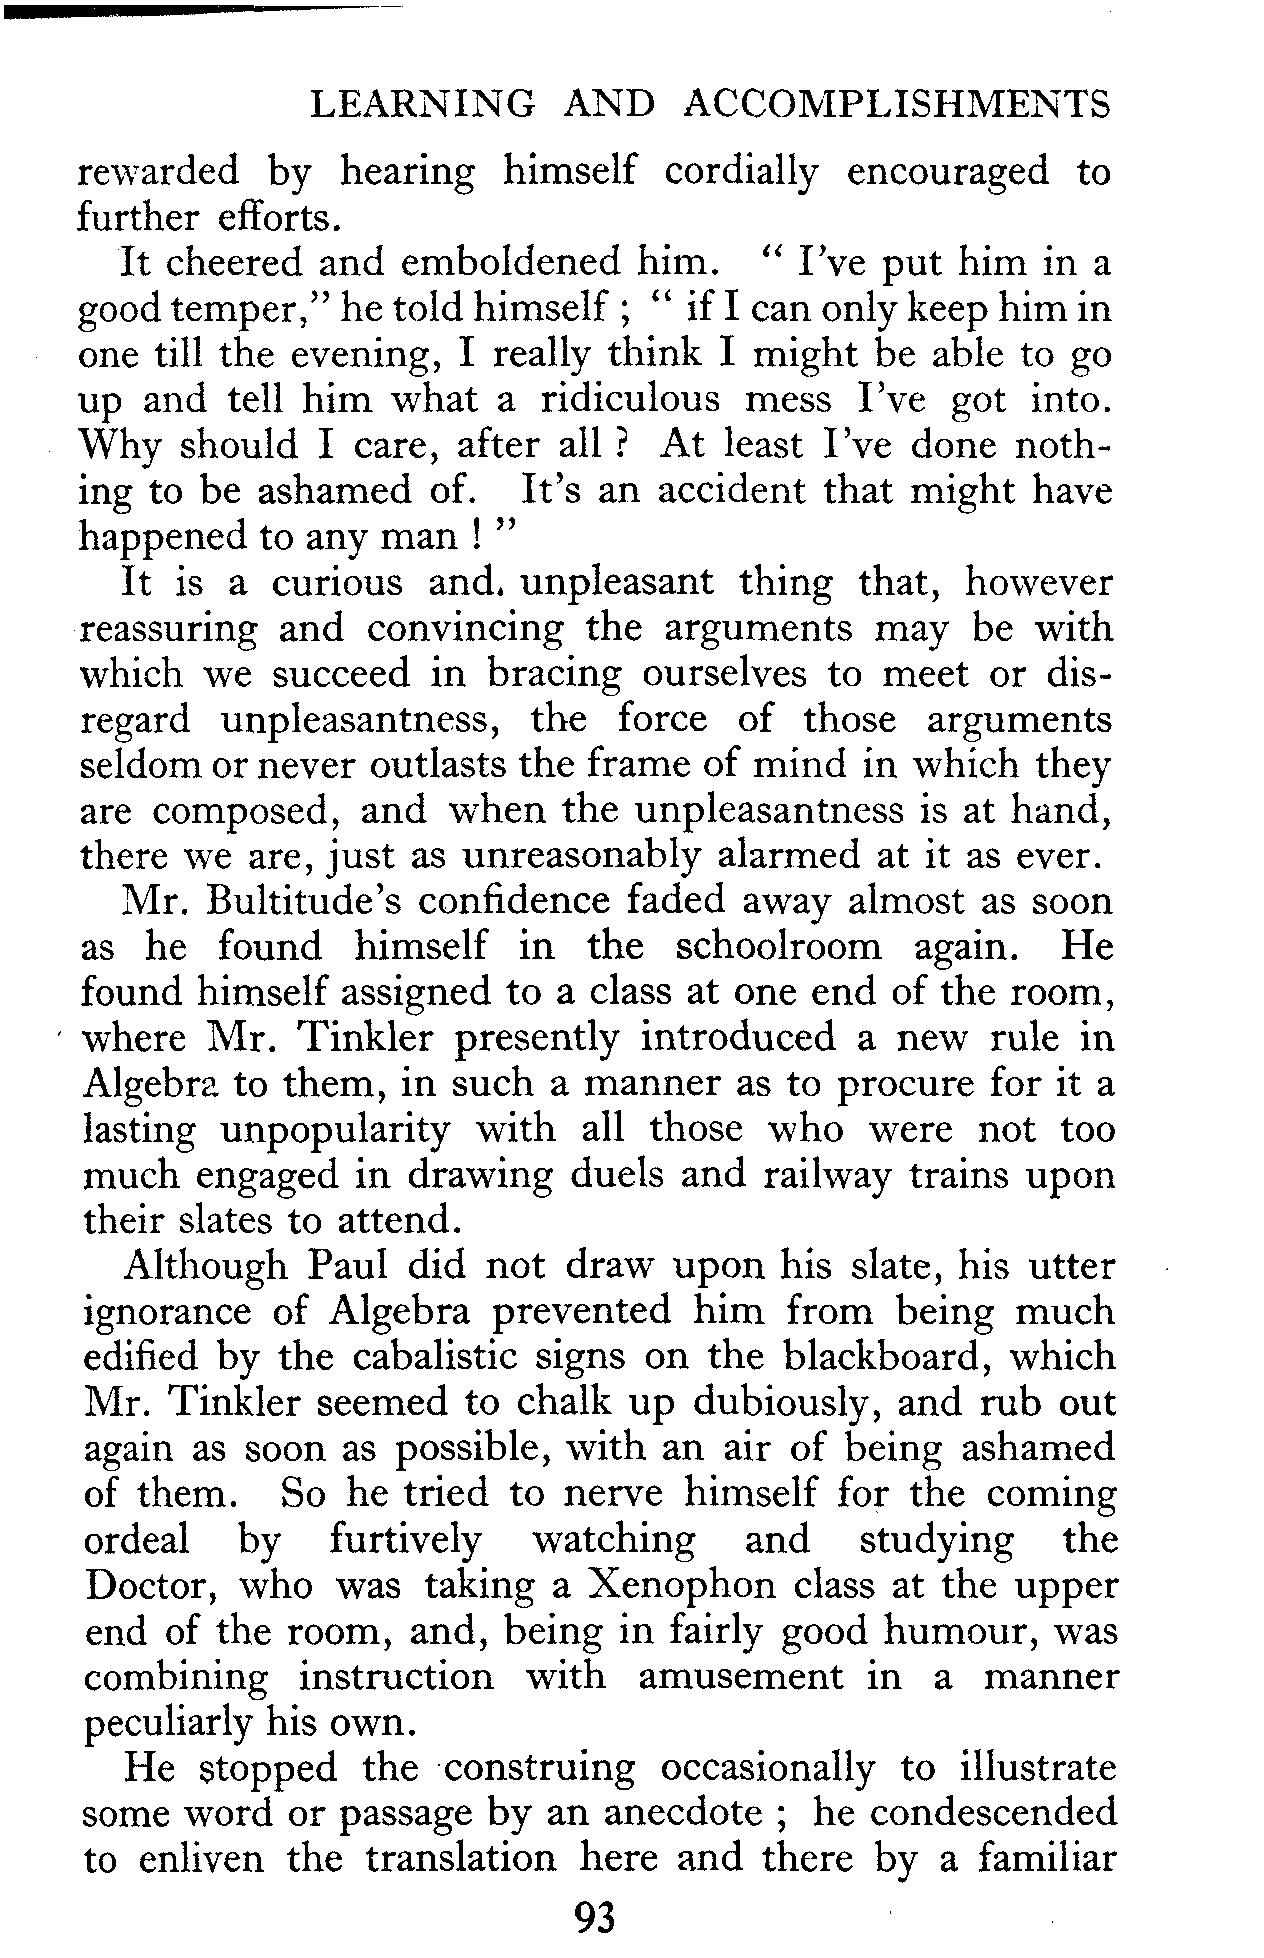 LEARNING AND ACCOMPLISHMENTS
rewarded by hearing himself cordially encouraged to
further efforts.
It cheered and emboldened him. “ I’ve put him in a
good temper,” he told himself ; “ if I can only keep him in
one till the evening, I really think I might be able to go
up and tell him what a ridiculous mess I’ve got into.
Why should I care, after all ? At least I’ve done noth-
ing to be ashamed of. It’s an accident that might have
happened to any man ! ”
It is a curious and. unpleasant thing that, however
reassuring and convincing the arguments may be with
which we succeed in bracing ourselves to meet or dis-
regard unpleasantness, the force of those arguments
seldom or never outlasts the frame of mind in which they
are composed, and when the unpleasantness is at hand,
there we are, just as unreasonably alarmed at it as ever.
Mr. Bultitude’s confidence faded away almost as soon
as he found himself in the schoolroom again. He
found himself assigned to a class at one end of the room,
where Mr. Tinkler presently introduced a new rule in
Algebra to them, in such a manner as to procure for it a
lasting unpopularity with all those who were not too
much engaged in drawing duels and railway trains upon
their slates to attend.
Although Paul did not draw upon his slate, his utter
ignorance of Algebra prevented him from being much
edified by the cabalistic signs on the blackboard, which
Mr. Tinkler seemed to chalk up dubiously, and rub out
again as soon as possible, with an air of being ashamed
of them. So he tried to nerve himself for the coming
ordeal by furtively watching and studying the
Doctor, who was taking a Xenophon class at the upper
end of the room, and, being in fairly good humour, was
combining instruction with amusement in a manner
peculiarly his own.
He stopped the construing occasionally to illustrate
some word or passage by an anecdote ; he condescended
to enliven the translation here and there by a familiar
93